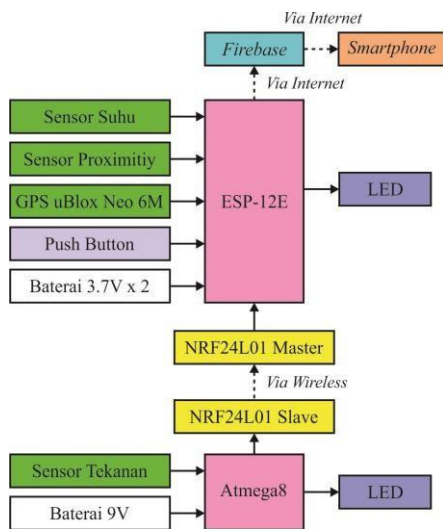 Via Internet
Firebase
Smartphone
Via Internet
Sensor Suhu
Sensor Proximitiy
GPS uBlox Neo 6M
Push Button
Baterai 3.7V x 2
ESP-12E
LED
NRF24L01 Master
Via Wireless
NRF24L01 Slave
Sensor Tekanan
Baterai 9V
Atmega8
LED